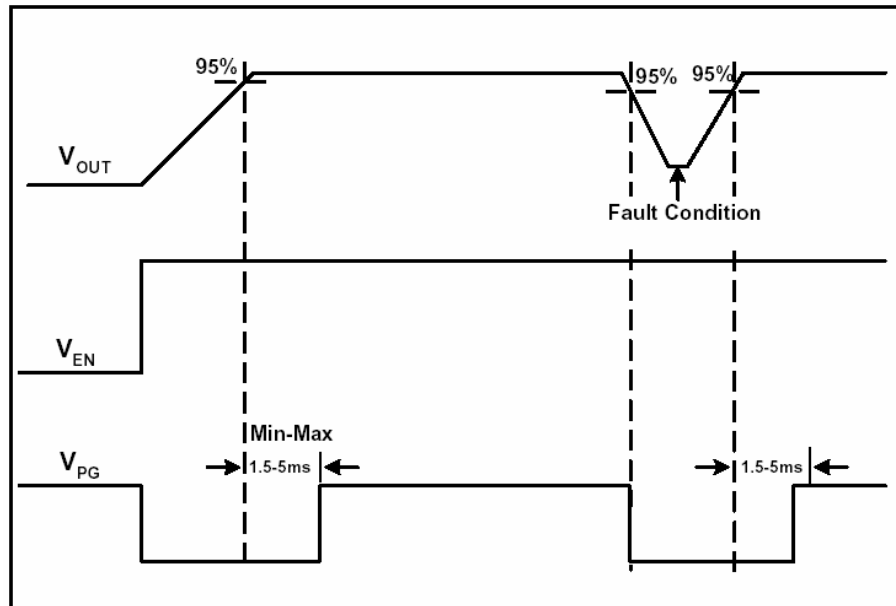 95%
95%
95%
VOUT
Fault Condition
VEN
Min-Max
VPG
1.5-5ms
1.5-5ms